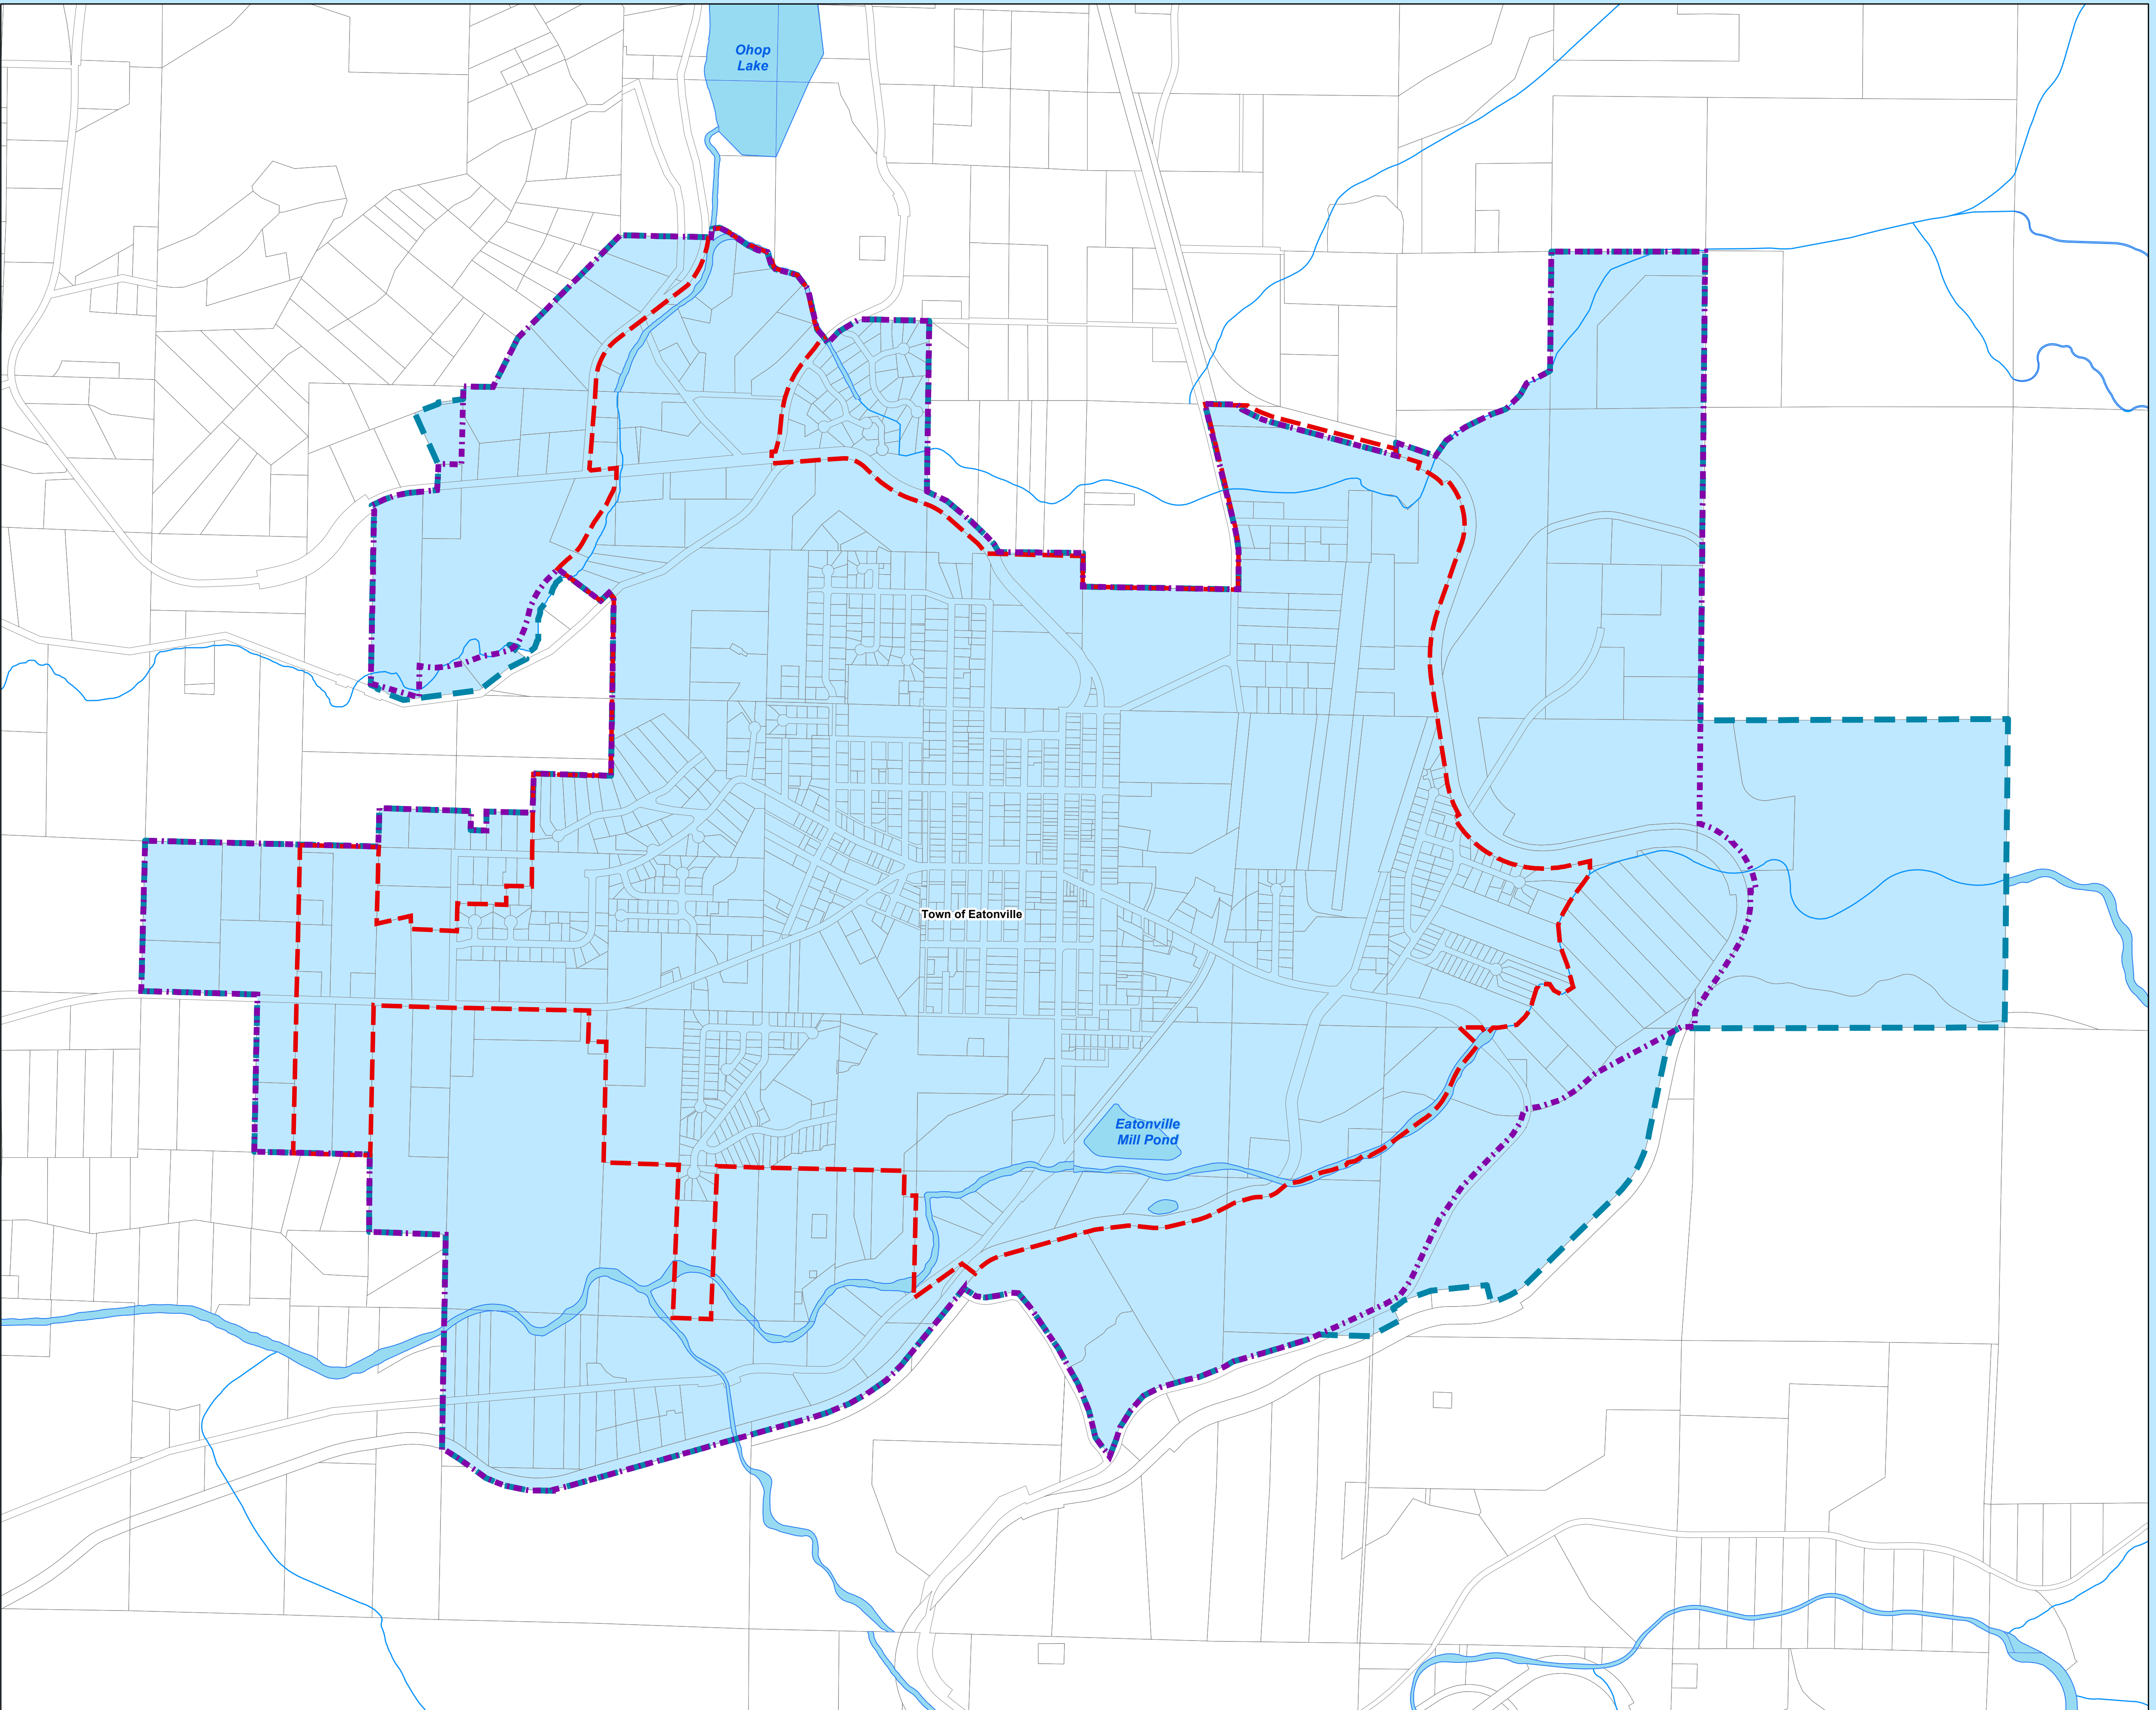 Ohop
Lake
Town of Eatonville
Eatonville
Mill Pond